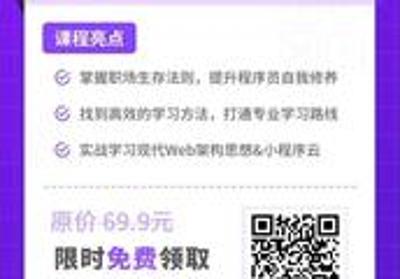 课程亮点
掌握职场生存法则，提升程序员自我修养
找到高效的学习方法，打通专业学习路线
实战学习现代Web架构思想&小程序云
原价 69.9元
限时免费领取